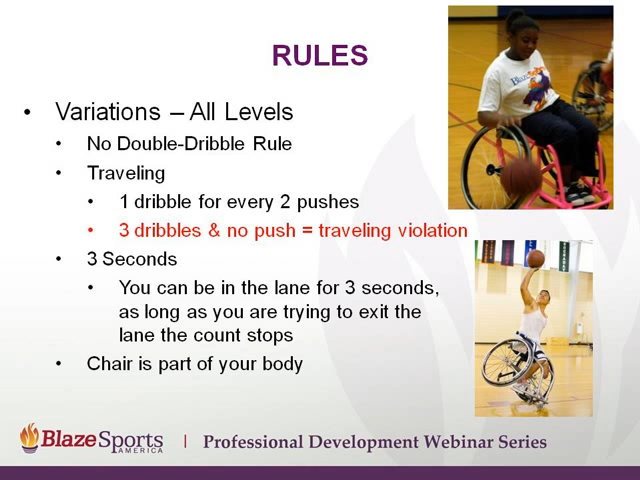 RULES
• Variations – All Levels
• No Double-Dribble Rule
• Traveling
• 1 dribble for every 2 pushes
• 3 dribbles & no push = traveling violation
• 3 Seconds
• You can be in the lane for 3 seconds,
as long as you are trying to exit the
lane the count stops
• Chair is part of your body
BlazeSports
AMERICA
| Professional Development Webinar Series